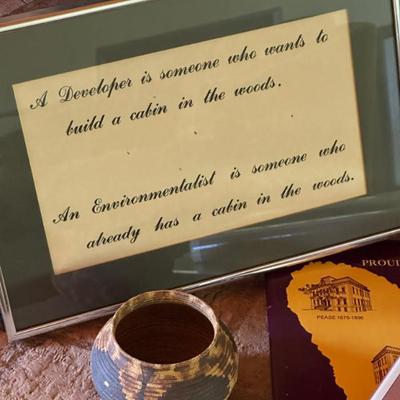 A Developer is someone who wants to
build a cabin in the woods.
An Environmentalist is someone who
already has a cabin in the woods.
PROU
PEASE 1876-1896